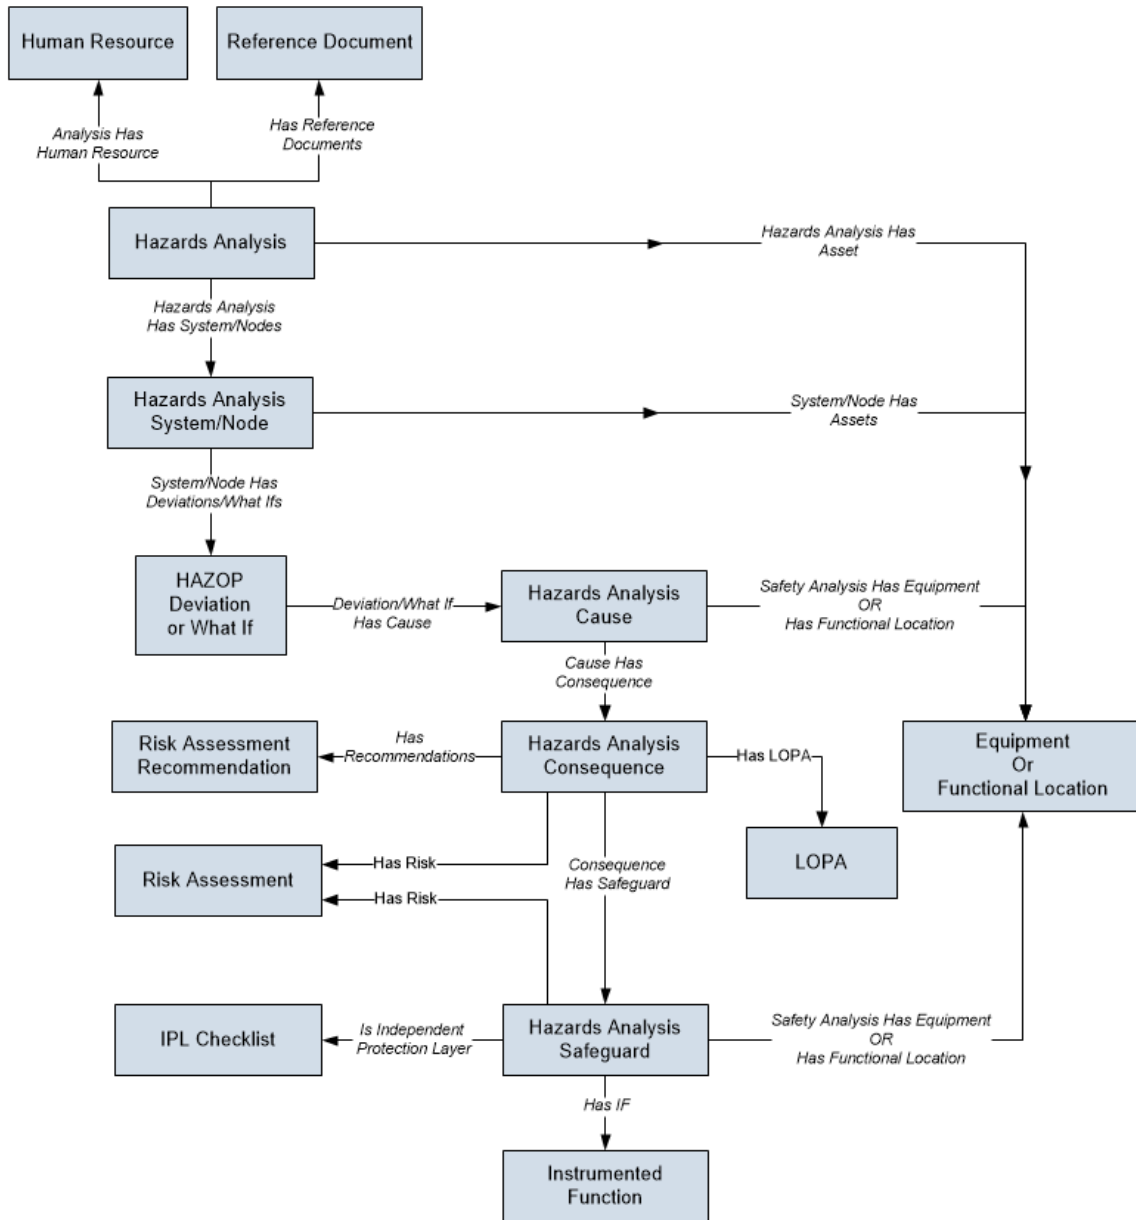 Human Resource
Reference Document
Analysis Has
Human Resource
Has Reference
Documents
Hazards Analysis
Hazards Analysis Has
Asset
Hazards Analysis
Has System/Nodes
Hazards Analysis
System/Node
System/Node Has
Assets
System/Node Has
Deviations/What Ifs
HAZOP
Deviation
or What If
Deviation/What If
Has Cause
Hazards Analysis
Cause
Safety Analysis Has Equipment
OR
Has Functional Location
Cause Has
Consequence
Risk Assessment
Recommendation
Has
Recommendations
Hazards Analysis
Consequence
Has LOPA
Equipment
Or
Functional Location
LOPA
Risk Assessment
Has Risk
Has Risk
Consequence
Has Safeguard
IPL Checklist
Is Independent
Protection Layer
Hazards Analysis
Safeguard
Safety Analysis Has Equipment
OR
Has Functional Location
Has IF
Instrumented
Function